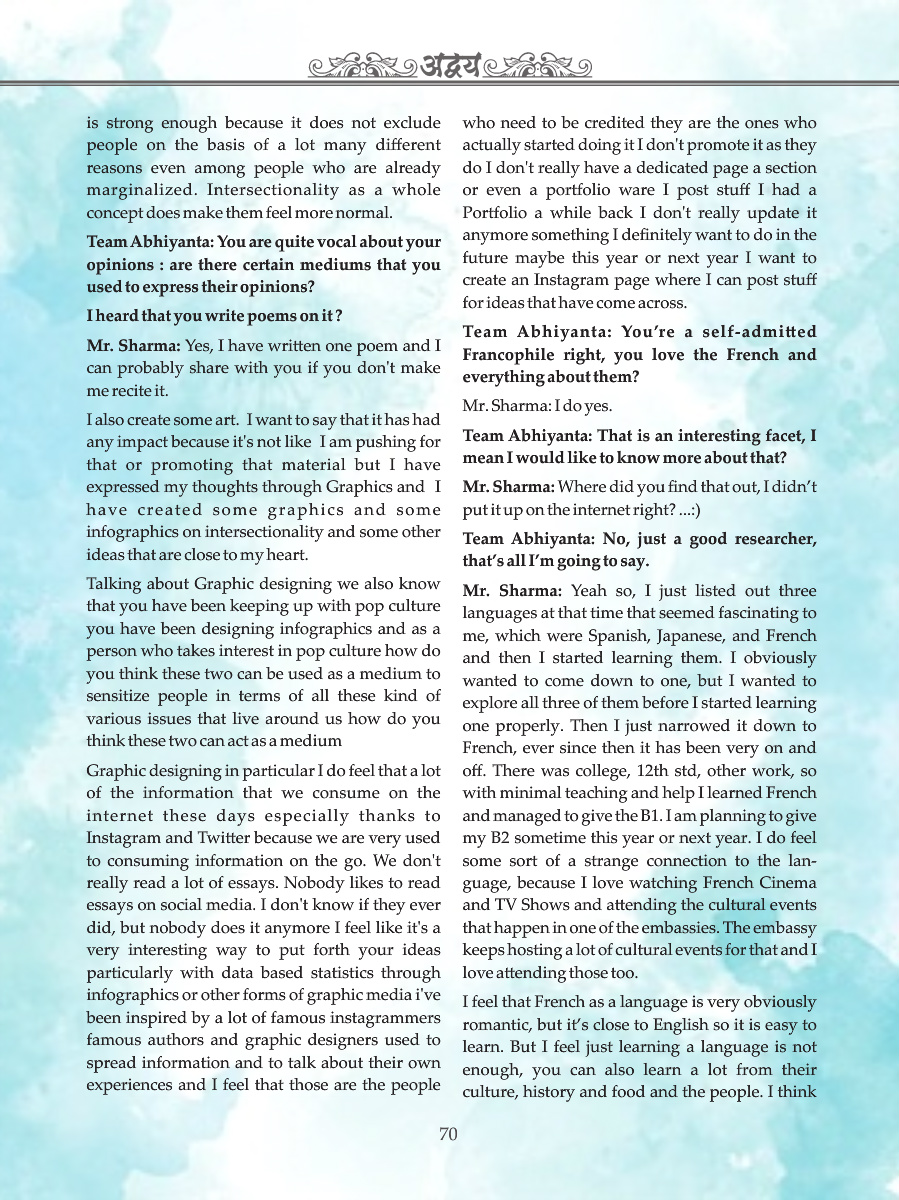 अद्वय
is strong enough because it does not exclude
people on the basis of a lot many different
reasons even among people who are already
marginalized. Intersectionality as a whole
concept does make them feel more normal.
Team Abhiyanta: You are quite vocal about your
opinions : are there certain mediums that you
used to express their opinions?
I heard that you write poems on it ?
Mr. Sharma: Yes, I have written one poem and I
can probably share with you if you don't make
me recite it.
I also create some art. I want to say that it has had
any impact because it's not like I am pushing for
that or promoting that material but I have
expressed my thoughts through Graphics and I
have created some graphics and some
infographics on intersectionality and some other
ideas that are close to my heart.
Talking about Graphic designing we also know
that you have been keeping up with pop culture
you have been designing infographics and as a
person who takes interest in pop culture how do
you think these two can be used as a medium to
sensitize people in terms of all these kind of
various issues that live around us how do you
think these two can act as a medium
Graphic designing in particular I do feel that a lot
of the information that we consume on the
internet these days especially thanks to
Instagram and Twitter because we are very used
to consuming information on the go. We don't
really read a lot of essays. Nobody likes to read
essays on social media. I don't know if they ever
did, but nobody does it anymore I feel like it's a
very interesting way to put forth your ideas
particularly with data based statistics through
infographics or other forms of graphic media i've
been inspired by a lot of famous instagrammers
famous authors and graphic designers used to
spread information and to talk about their own
experiences and I feel that those are the people
who need to be credited they are the ones who
actually started doing it I don't promote it as they
do I don't really have a dedicated page a section
or even a portfolio ware I post stuff I had a
Portfolio a while back I don't really update it
anymore something I definitely want to do in the
future maybe this year or next year I want to
create an Instagram page where I can post stuff
for ideas that have come across.
Team Abhiyanta: You’re a self-admitted
Francophile right, you love the French and
everything about them?
Mr. Sharma: I do yes.
Team Abhiyanta: That is an interesting facet, I
mean I would like to know more about that?
Mr. Sharma: Where did you find that out, I didn’t
put it up on the internet right? ...:)
Team Abhiyanta: No, just a good researcher,
that’s all I’m going to say.
Mr. Sharma: Yeah so, I just listed out three
languages at that time that seemed fascinating to
me, which were Spanish, Japanese, and French
and then I started learning them. I obviously
wanted to come down to one, but I wanted to
explore all three of them before I started learning
one properly. Then I just narrowed it down to
French, ever since then it has been very on and
off. There was college, 12th std, other work, so
with minimal teaching and help I learned French
and managed to give the B1. I am planning to give
my B2 sometime this year or next year. I do feel
some sort of a strange connection to the lan-
guage, because I love watching French Cinema
and TV Shows and attending the cultural events
that happen in one of the embassies. The embassy
keeps hosting a lot of cultural events for that and I
love attending those too.
I feel that French as a language is very obviously
romantic, but it’s close to English so it is easy to
learn. But I feel just learning a language is not
enough, you can also learn a lot from their
culture, history and food and the people. I think
70